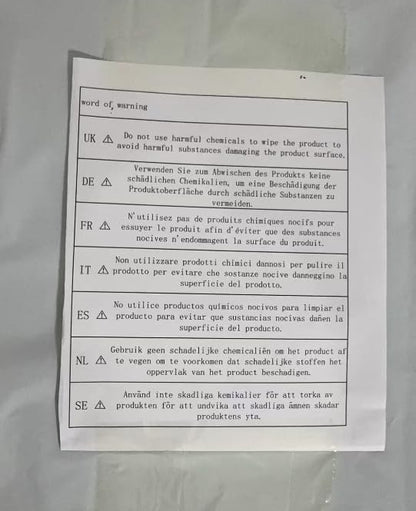 word of, warning
UK ⚠ Do not use harmful chemicals to wipe the product to
avoid harmful substances damaging the product surface.
Verwenden Sie zum Abwischen des Produkts keine
DE ⚠ schädlichen Chemikalien, um eine Beschädigung der
Produktoberfläche durch schädliche Substanzen zu
vermeiden.
N'utilisez pas de produits chimiques nocifs pour
FR ⚠ essuyer le produit afin d'éviter que des substances
nocives n'endommagent la surface du produit.
Non utilizzare prodotti chimici dannosi per pulire il
IT ⚠ prodotto per evitare che sostanze nocive danneggino la
superficie del prodotto.
No utilice productos químicos nocivos para limpiar el
ES ⚠ producto para evitar que sustancias nocivas dañen la
superficie del producto.
Gebruik geen schadelijke chemicaliën om het product af
NL ⚠ te vegen om te voorkomen dat schadelijke stoffen het
oppervlak van het product beschadigen.
Använd inte skadliga kemikalier för att torka av
SE ⚠ produkten för att undvika att skadliga ämnen skadar
produktens yta.